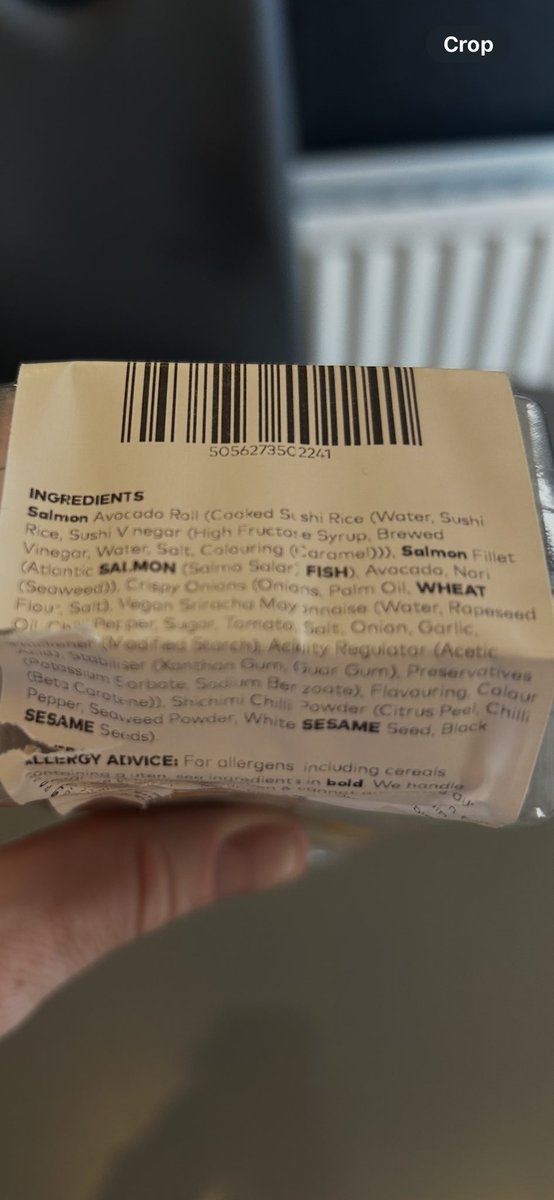 Crop
INGREDIENTS
Salmon Avocado Roll (Cooked Sushi Rice (Water, Sushi
Rice, Sushi Vinegar (High Fructose Syrup, Brewed
Vinegar, Water, Salt, Colouring (Caramel))), Salmon Fillet
(Atlantic SALMON (Salmo Salar, FISH), Avocado, Nori
(Seaweed)), Crispy Onions (Onions, Palm Oil, WHEAT
Flour, Salt), Vegan Sriracha Mayonnaise (Water, Rapeseed
Oil, Chilli Pepper, Sugar, Tomato, Salt, Onion, Garlic,
(Modified Starch), Acidity Regulator (Acetic
Acid), Stabiliser (Xanthan Gum, Guar Gum), Preservatives
(Potassium Sorbate, Sodium Benzoate), Flavouring, Colour
(Beta Carotene)), Shichimi Chilli Powder (Citrus Peel, Chilli
Pepper, Seaweed Powder, White SESAME Seed, Black
SESAME Seeds).
ALLERGY ADVICE: For allergens including cereals
containing gluten, see ingredients in bold. We handle